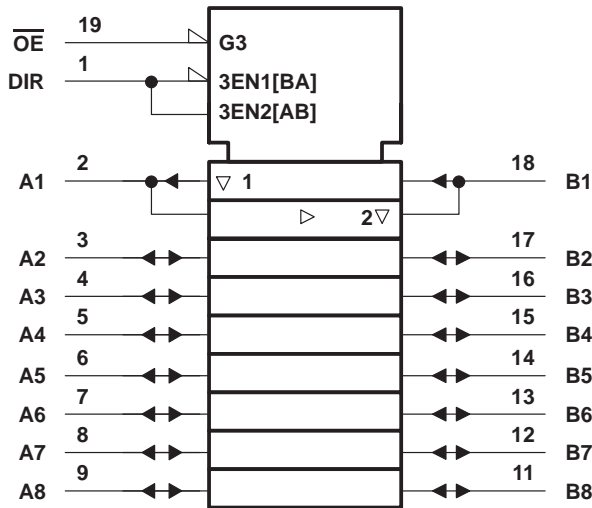 19
OE G3
1
DIR 3EN1[BA]
3EN2[AB]
2 18
A1 ▽ 1 B1
▷ 2▽
3 17
A2 B2
4 16
A3 B3
5 15
A4 B4
6 14
A5 B5
7 13
A6 B6
8 12
A7 B7
9 11
A8 B8